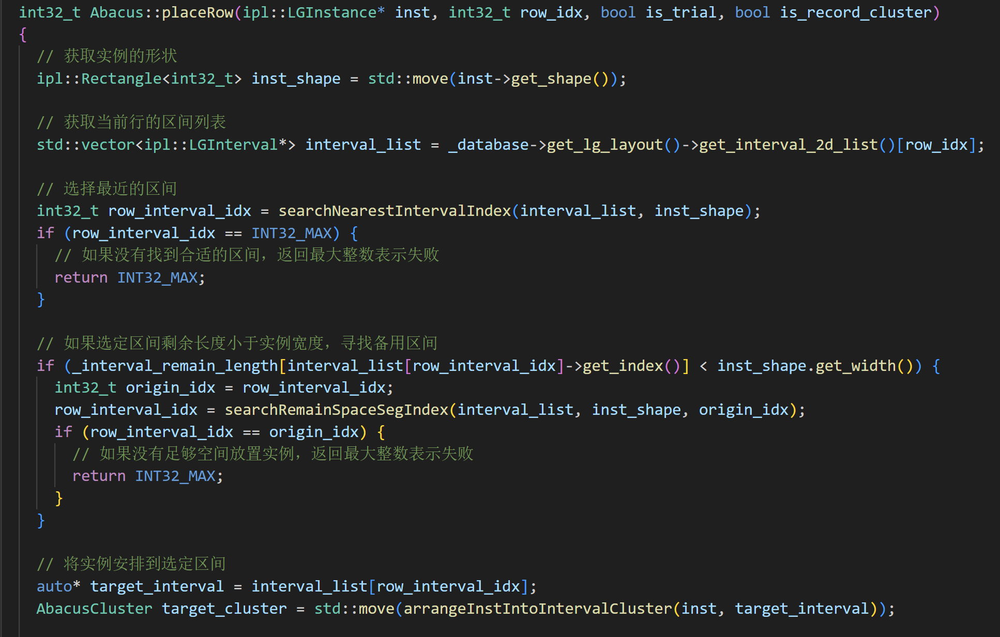 int32_t Abacus::placeRow(ipl::LGInstance* inst, int32_t row_idx, bool is_trial, bool is_record_cluster)
{
  // 获取实例的形状
  ipl::Rectangle<int32_t> inst_shape = std::move(inst->get_shape());

  // 获取当前行的区间列表
  std::vector<ipl::LGInterval*> interval_list = _database->get_lg_layout()->get_interval_2d_list()[row_idx];

  // 选择最近的区间
  int32_t row_interval_idx = searchNearestIntervalIndex(interval_list, inst_shape);
  if (row_interval_idx == INT32_MAX) {
    // 如果没有找到合适的区间，返回最大整数表示失败
    return INT32_MAX;
  }

  // 如果选定区间剩余长度小于实例宽度，寻找备用区间
  if (_interval_remain_length[interval_list[row_interval_idx]->get_index()] < inst_shape.get_width()) {
    int32_t origin_idx = row_interval_idx;
    row_interval_idx = searchRemainSpaceSegIndex(interval_list, inst_shape, origin_idx);
    if (row_interval_idx == origin_idx) {
      // 如果没有足够空间放置实例，返回最大整数表示失败
      return INT32_MAX;
    }
  }

  // 将实例安排到选定区间
  auto* target_interval = interval_list[row_interval_idx];
  AbacusCluster target_cluster = std::move(arrangeInstIntoIntervalCluster(inst, target_interval));